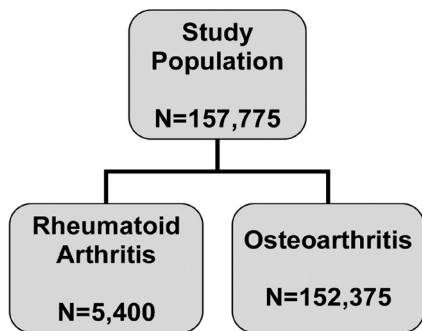 Study
Population
N=157,775
Rheumatoid
Arthritis
N=5,400
Osteoarthritis
N=152,375